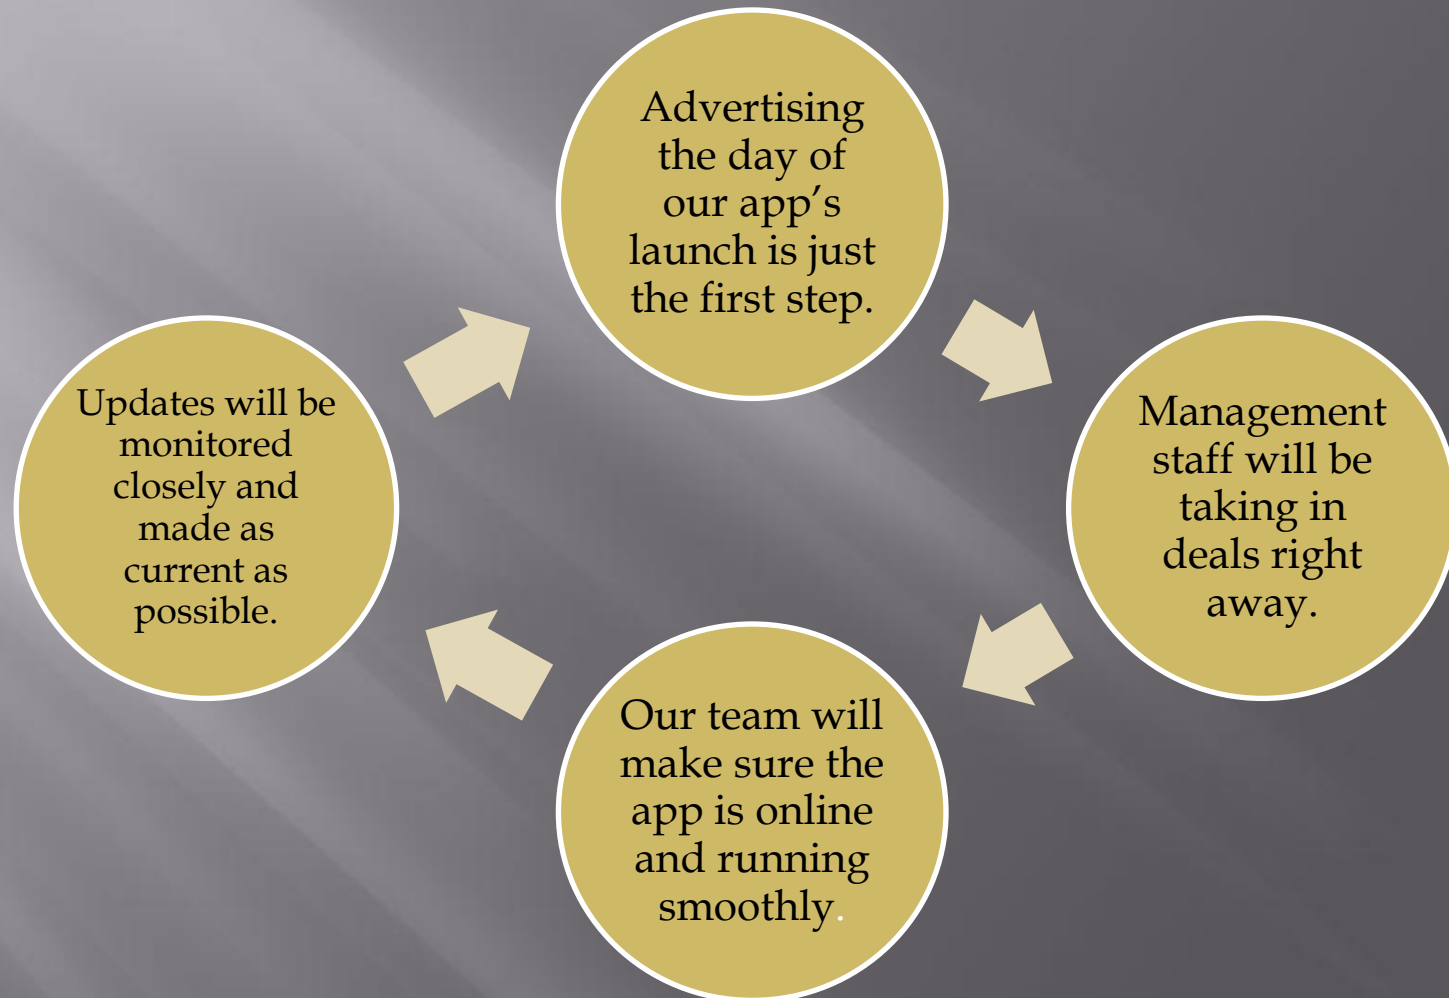 Advertising
the day of
our app’s
launch is just
the first step.
Management
staff will be
taking in
deals right
away.
Our team will
make sure the
app is online
and running
smoothly.
Updates will be
monitored
closely and
made as
current as
possible.